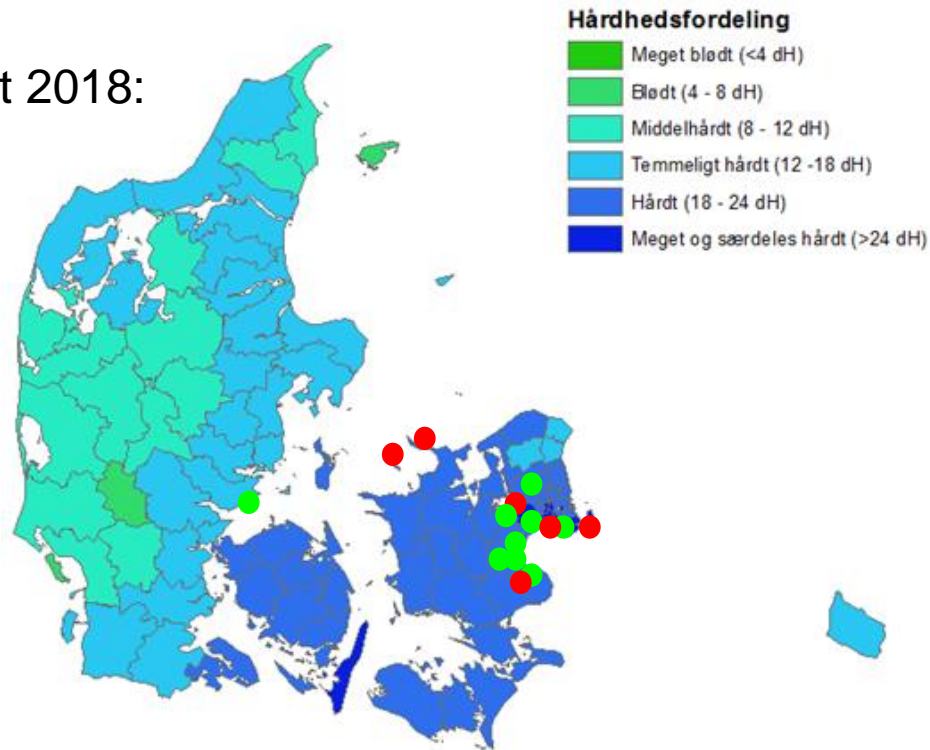 t 2018:
Hårdhedsfordeling
Meget blødt (<4 dH)
Blødt (4 - 8 dH)
Middelhårdt (8 - 12 dH)
Temmeligt hårdt (12 -18 dH)
Hårdt (18 - 24 dH)
Meget og særdeles hårdt (>24 dH)